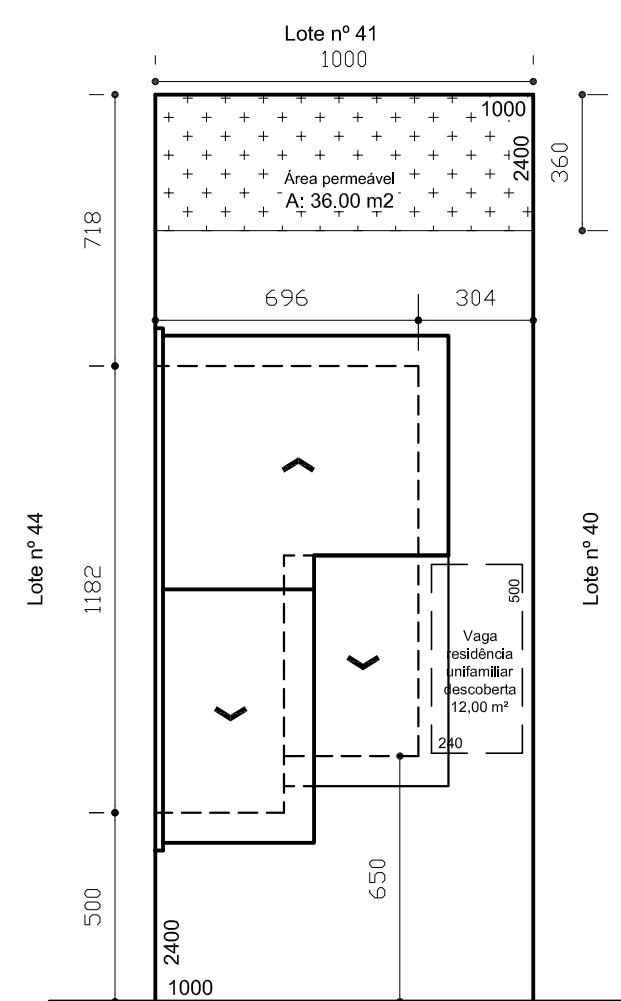 Lote nº 41
1000
1000
2400
360
Área permeável
A: 36.00 m2
718
696
304
Lote nº 44
1182
Lote nº 40
500
Vaga
residência
unifamiliar
descoberta
12,00 m²
240
650
500
2400
1000